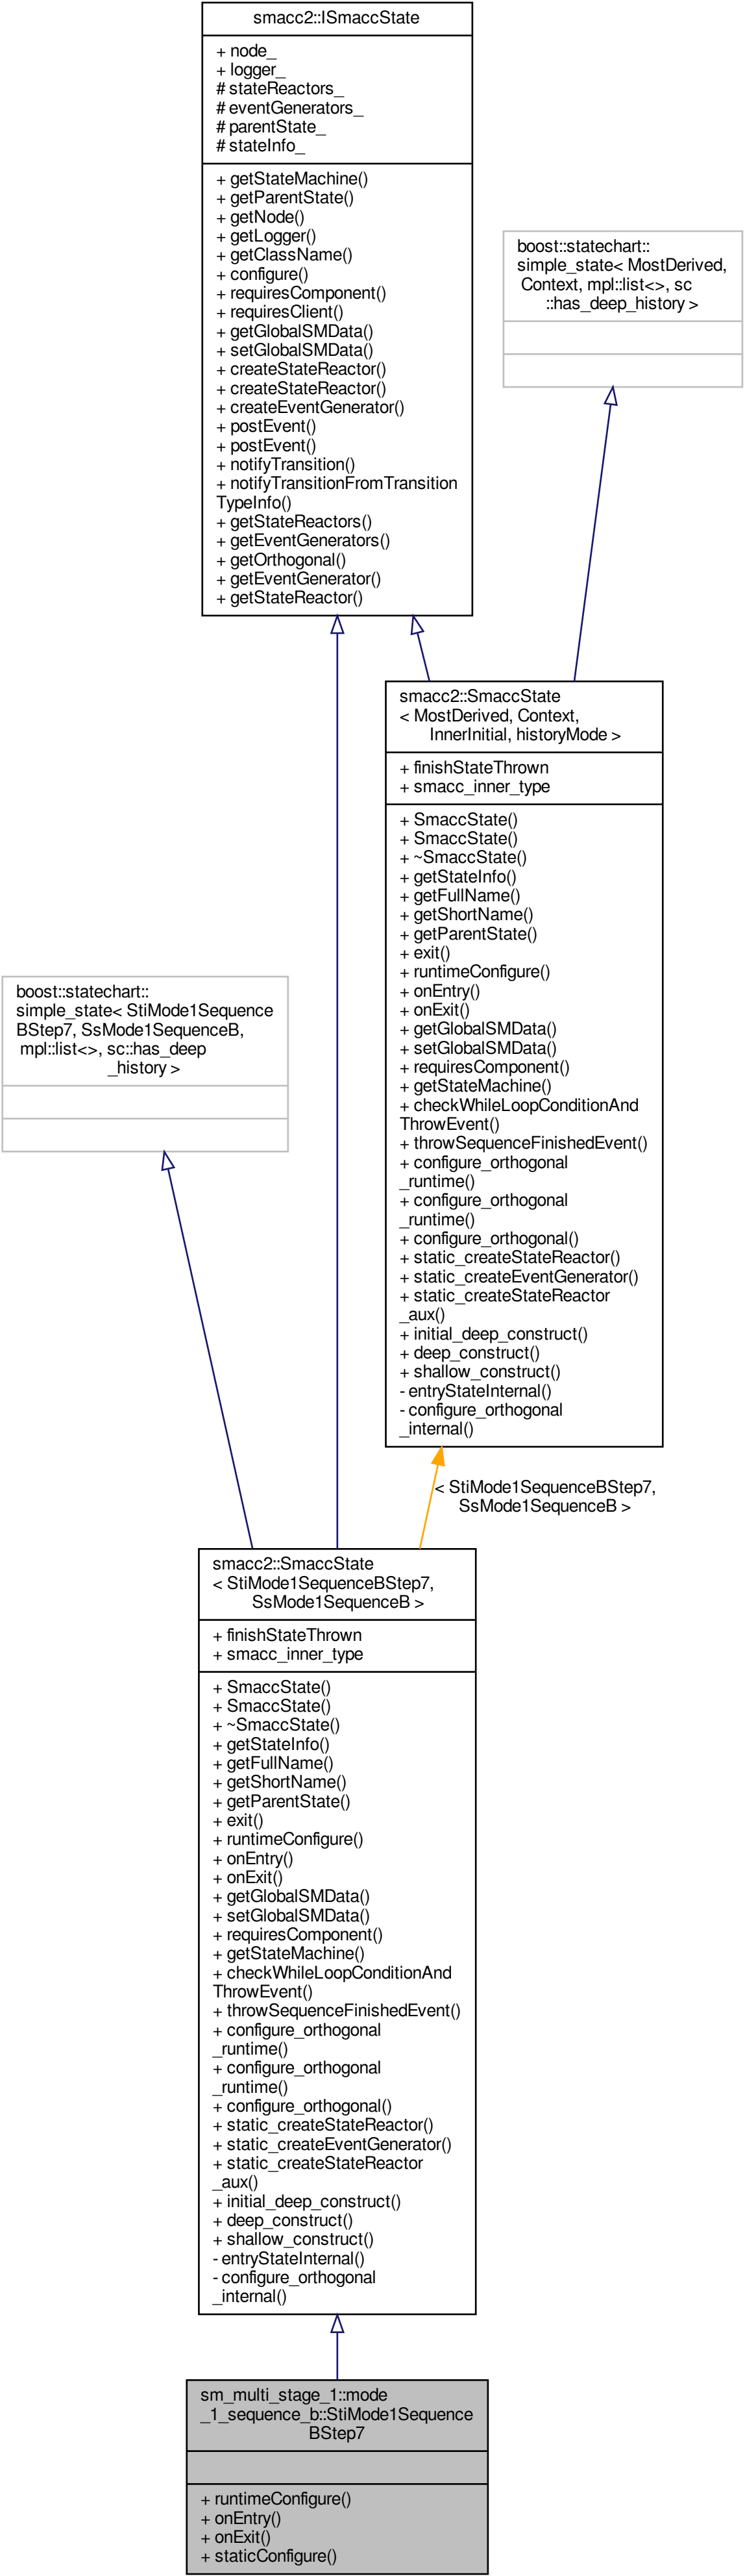 smacc2::ISmaccState
+ node_
+ logger_
# stateReactors_
# eventGenerators_
# parentState_
# stateInfo_
+ getStateMachine()
+ getParentState()
+ getNode()
+ getLogger()
+ getClassName()
+ configure()
+ requiresComponent()
+ requiresClient()
+ getGlobalSMData()
+ setGlobalSMData()
+ createStateReactor()
+ createStateReactor()
+ createEventGenerator()
+ postEvent()
+ postEvent()
+ notifyTransition()
+ notifyTransitionFromTransition
TypeInfo()
+ getStateReactors()
+ getEventGenerators()
+ getOrthogonal()
+ getEventGenerator()
+ getStateReactor()
boost::statechart::
simple_state< MostDerived,
Context, mpl::list<>, sc
::has_deep_history >
smacc2::SmaccState
< MostDerived, Context,
InnerInitial, historyMode >
+ finishStateThrown
+ smacc_inner_type
+ SmaccState()
+ SmaccState()
+ ~SmaccState()
+ getStateInfo()
+ getFullName()
+ getShortName()
+ getParentState()
+ exit()
+ runtimeConfigure()
+ onEntry()
+ onExit()
+ getGlobalSMData()
+ setGlobalSMData()
+ requiresComponent()
+ getStateMachine()
+ checkWhileLoopConditionAnd
ThrowEvent()
+ throwSequenceFinishedEvent()
+ configure_orthogonal
_runtime()
+ configure_orthogonal
_runtime()
+ configure_orthogonal()
+ static_createStateReactor()
+ static_createEventGenerator()
+ static_createStateReactor
_aux()
+ initial_deep_construct()
+ deep_construct()
+ shallow_construct()
- entryStateInternal()
- configure_orthogonal
_internal()
boost::statechart::
simple_state< StiMode1Sequence
BStep7, SsMode1SequenceB,
mpl::list<>, sc::has_deep
_history >
< StiMode1SequenceBStep7,
SsMode1SequenceB >
smacc2::SmaccState
< StiMode1SequenceBStep7,
SsMode1SequenceB >
+ finishStateThrown
+ smacc_inner_type
+ SmaccState()
+ SmaccState()
+ ~SmaccState()
+ getStateInfo()
+ getFullName()
+ getShortName()
+ getParentState()
+ exit()
+ runtimeConfigure()
+ onEntry()
+ onExit()
+ getGlobalSMData()
+ setGlobalSMData()
+ requiresComponent()
+ getStateMachine()
+ checkWhileLoopConditionAnd
ThrowEvent()
+ throwSequenceFinishedEvent()
+ configure_orthogonal
_runtime()
+ configure_orthogonal
_runtime()
+ configure_orthogonal()
+ static_createStateReactor()
+ static_createEventGenerator()
+ static_createStateReactor
_aux()
+ initial_deep_construct()
+ deep_construct()
+ shallow_construct()
- entryStateInternal()
- configure_orthogonal
_internal()
sm_multi_stage_1::mode
_1_sequence_b::StiMode1Sequence
BStep7
+ runtimeConfigure()
+ onEntry()
+ onExit()
+ staticConfigure()